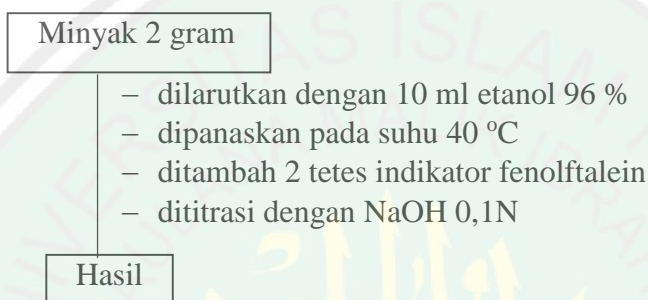 Minyak 2 gram
– dilarutkan dengan 10 ml etanol 96 %
– dipanaskan pada suhu 40 ºC
– ditambah 2 tetes indikator fenolftalein
– dititrasi dengan NaOH 0,1N
Hasil